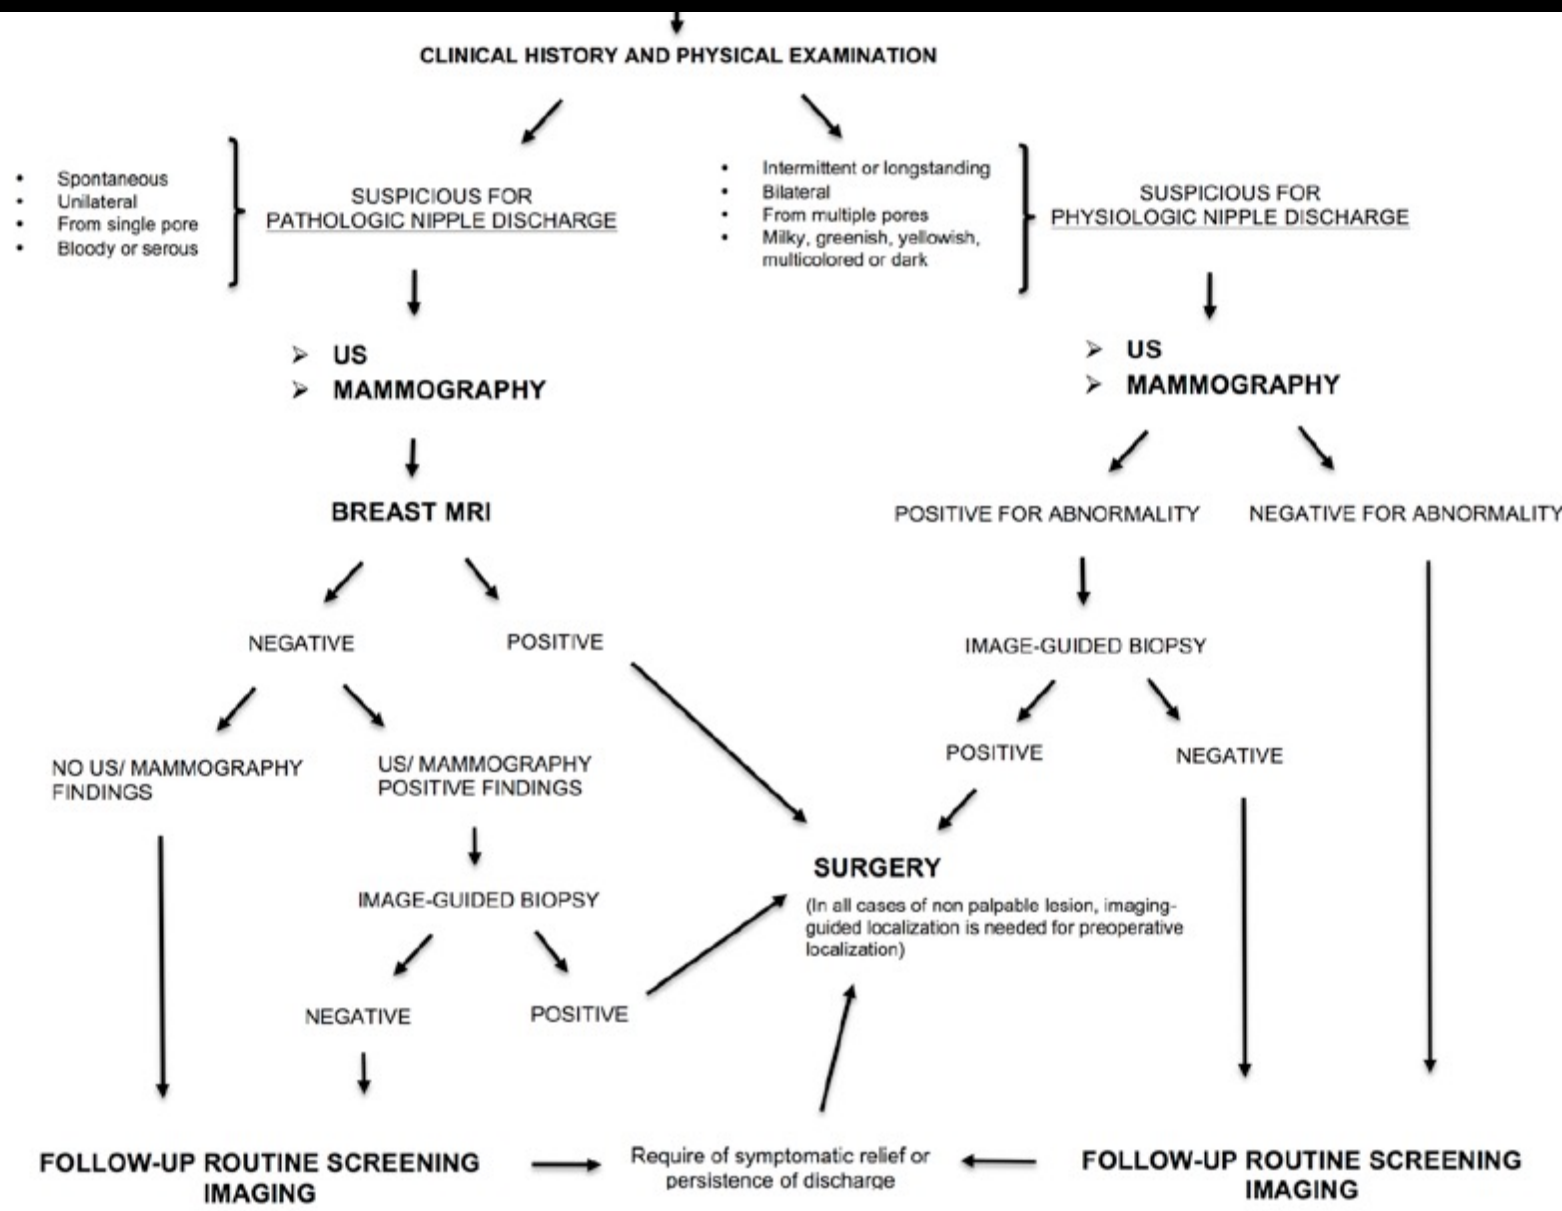 CLINICAL HISTORY AND PHYSICAL EXAMINATION
• Spontaneous
• Unilateral
• From single pore
• Bloody or serous
SUSPICIOUS FOR
PATHOLOGIC NIPPLE DISCHARGE
• Intermittent or longstanding
• Bilateral
• From multiple pores
• Milky, greenish, yellowish,
multicolored or dark
SUSPICIOUS FOR
PHYSIOLOGIC NIPPLE DISCHARGE
➢ US
➢ MAMMOGRAPHY
➢ US
➢ MAMMOGRAPHY
BREAST MRI
POSITIVE FOR ABNORMALITY
NEGATIVE FOR ABNORMALITY
NEGATIVE
POSITIVE
IMAGE-GUIDED BIOPSY
NO US/ MAMMOGRAPHY
FINDINGS
US/ MAMMOGRAPHY
POSITIVE FINDINGS
POSITIVE
NEGATIVE
IMAGE-GUIDED BIOPSY
SURGERY
(In all cases of non palpable lesion, imaging-
guided localization is needed for preoperative
localization)
NEGATIVE
POSITIVE
FOLLOW-UP ROUTINE SCREENING
IMAGING
Require of symptomatic relief or
persistence of discharge
FOLLOW-UP ROUTINE SCREENING
IMAGING